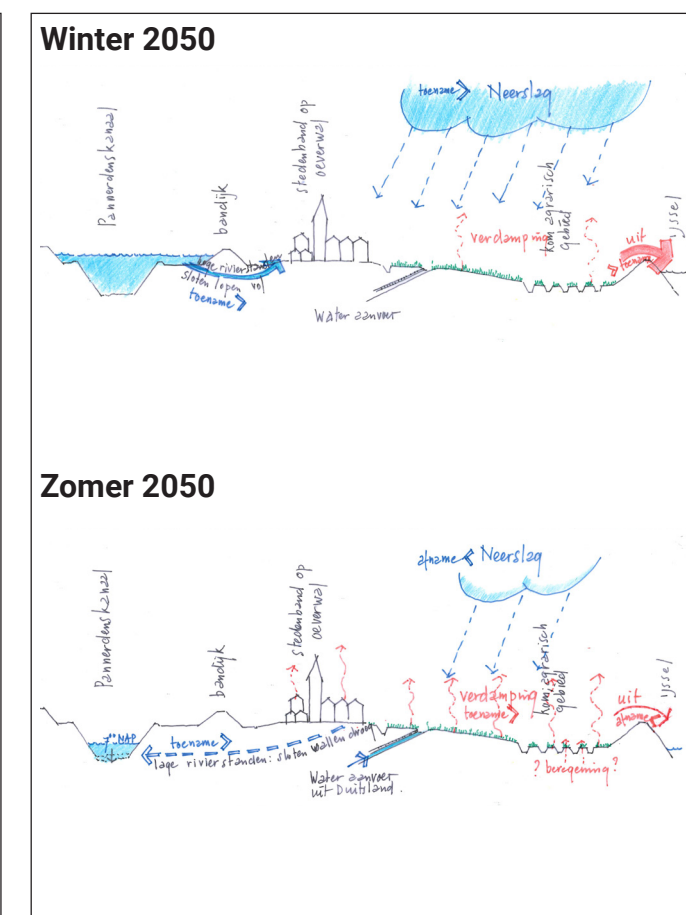 Winter 2050
toename
Neerslag
Pannerdenskanaal
bandijk
stedenband op
oeverwal
kom agrarisch
gebied
verdamping
uit
toename
IJssel
hoge rivierstand
sloten lopen vol
toename
Water aanvoer
Zomer 2050
afname
Neerslag
Pannerdenskanaal
bandijk
stedenband op
oeverwal
kom agrarisch
gebied
verdamping
toename
uit
afname
IJssel
NAP
toename
lage rivierstanden: sloten vallen droog
Water aanvoer
uit Duitsland.
? beregening?